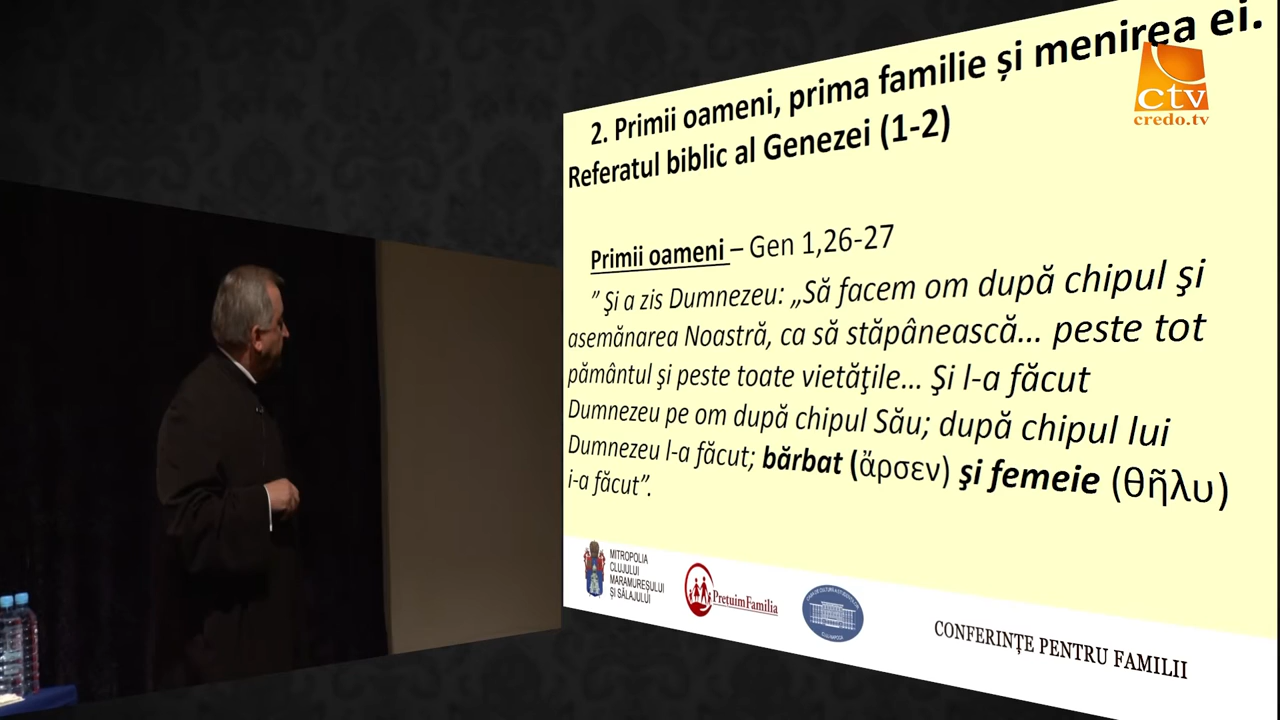 2. Primii oameni, prima familie și menirea ei.
Referatul biblic al Genezei (1-2)
ctv
credo.tv
Primii oameni – Gen 1,26-27
” Şi a zis Dumnezeu: „Să facem om după chipul şi
asemănarea Noastră, ca să stăpânească... peste tot
pământul şi peste toate vietăţile... Şi l-a făcut
Dumnezeu pe om după chipul Său; după chipul lui
Dumnezeu l-a făcut; bărbat (ἄρσεν) şi femeie (θῆλυ)
i-a făcut”.
MITROPOLIA
CLUJULUI
MARAMUREȘULUI
ȘI SĂLAJULUI
PretuimFamilia
CONFERINȚE PENTRU FAMILII